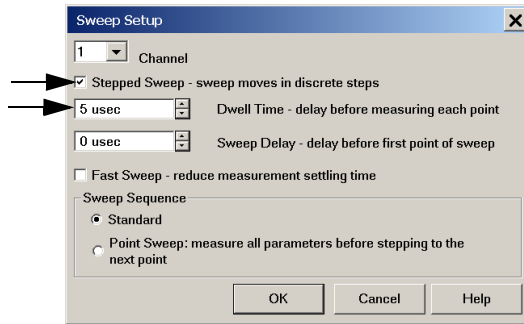 Sweep Setup
1 Channel
Stepped Sweep - sweep moves in discrete steps
5 usec Dwell Time - delay before measuring each point
0 usec Sweep Delay - delay before first point of sweep
Fast Sweep - reduce measurement settling time
Sweep Sequence
Standard
Point Sweep: measure all parameters before stepping to the
next point
OK Cancel Help